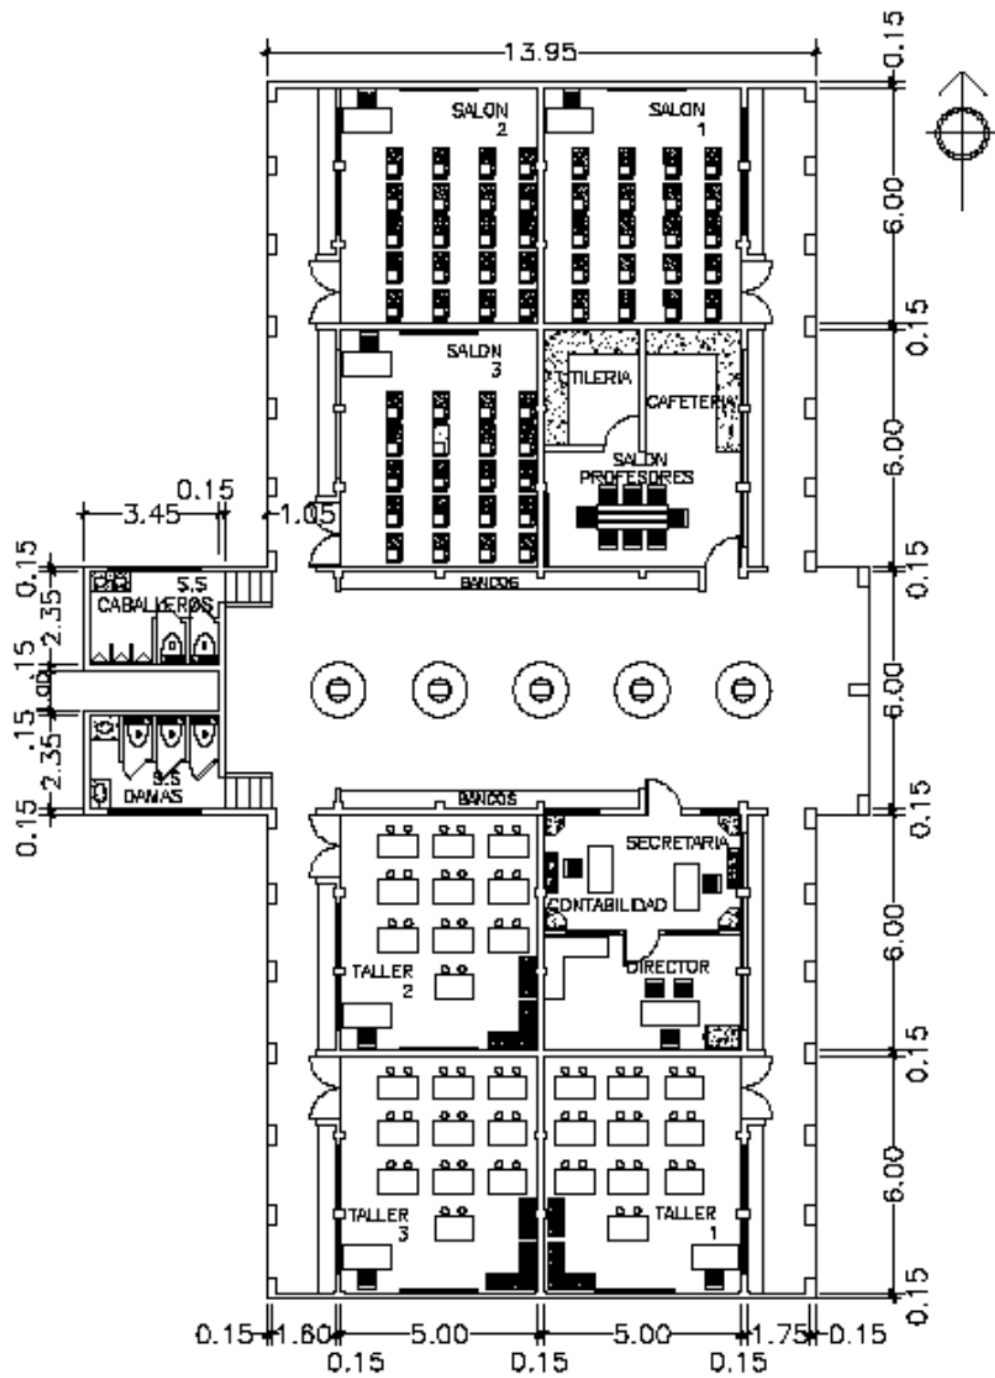 13.95
0.15
SALON
2
SALON
1
6.00
0.15
SALON
3
UTILERIA
CAFETERIA
6.00
SALON
PROFESORES
0.15
3.45
1.05
0.15
0.15
BANCOS
S.S
CABALLEROS
2.35
.15
.90
6.00
.15
2.35
S.S
DAMAS
BANCOS
0.15
0.15
SECRETARIA
CONTABILIDAD
6.00
TALLER
2
DIRECTOR
0.15
6.00
TALLER
3
TALLER
1
0.15
0.15
1.60
5.00
5.00
1.75
0.15
0.15
0.15
0.15